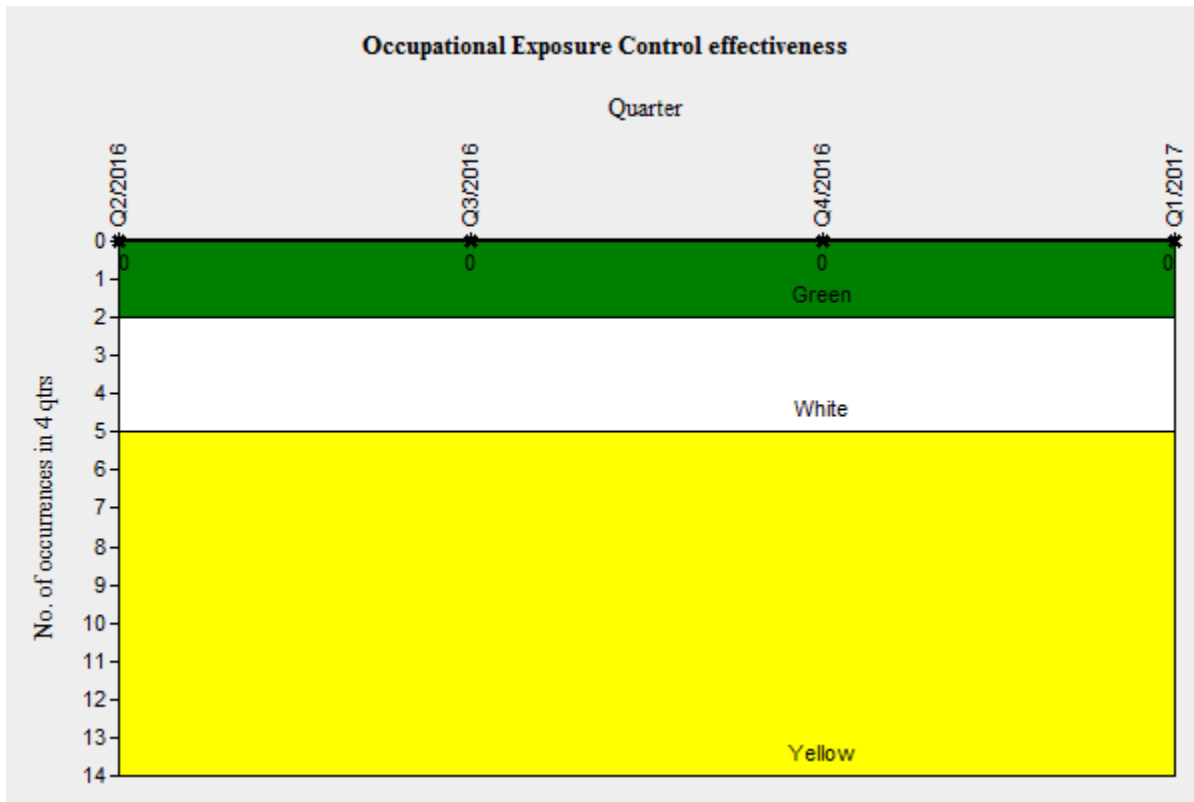 Occupational Exposure Control effectiveness
Quarter
Q2/2016
Q3/2016
Q4/2016
Q1/2017
No. of occurrences in 4 qtrs
0
1
2
3
4
5
6
7
8
9
10
11
12
13
14
0 0 0 0
Green
White
Yellow